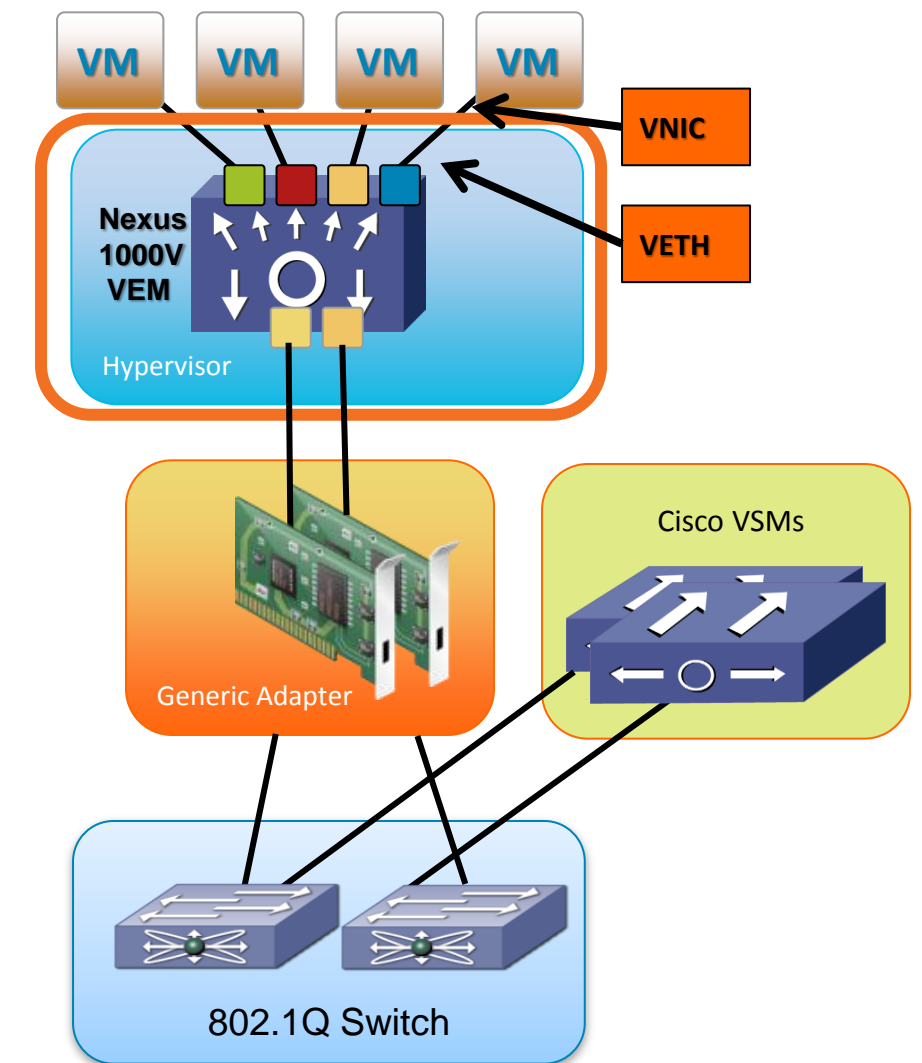 VM VM VM VM
VNIC
VETH
Nexus
1000V
VEM
Hypervisor
Cisco VSMs
Generic Adapter
802.1Q Switch